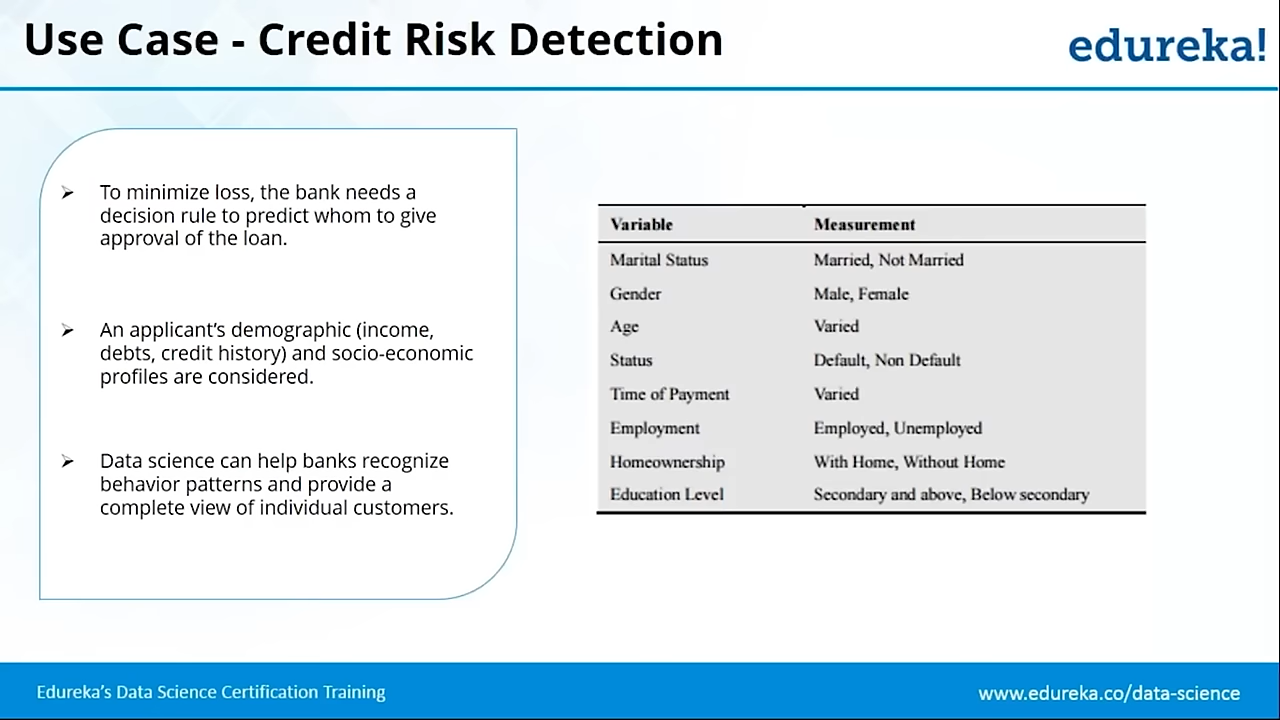 Use Case - Credit Risk Detection
edureka!
➢ To minimize loss, the bank needs a
decision rule to predict whom to give
approval of the loan.
➢ An applicant's demographic (income,
debts, credit history) and socio-economic
profiles are considered.
➢ Data science can help banks recognize
behavior patterns and provide a
complete view of individual customers.
Variable Measurement
Marital Status Married, Not Married
Gender Male, Female
Age Varied
Status Default, Non Default
Time of Payment Varied
Employment Employed, Unemployed
Homeownership With Home, Without Home
Education Level Secondary and above, Below secondary
Edureka's Data Science Certification Training
www.edureka.co/data-science